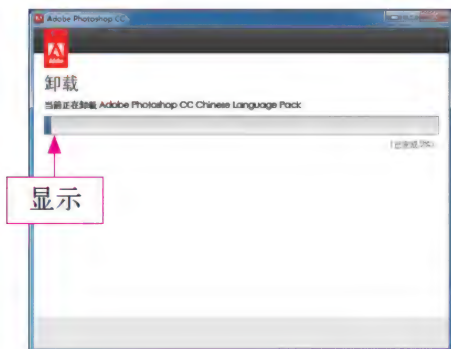 Adobe Photoshop CC
Adobe
卸载
当前正在卸载 Adobe Photoshop CC Chinese Language Pack
显示